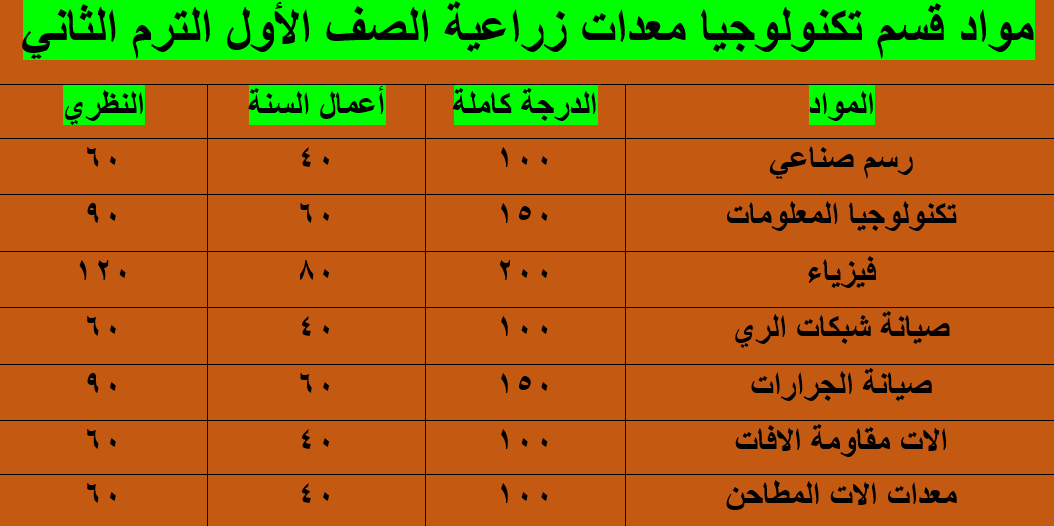 مواد قسم تكنولوجيا معدات زراعية الصف الأول الترم الثاني
المواد الدرجة كاملة أعمال السنة النظري
رسم صناعي ١٠٠ ٤٠ ٦٠
تكنولوجيا المعلومات ١٥٠ ٦٠ ٩٠
فيزياء ٢٠٠ ٨٠ ١٢٠
صيانة شبكات الري ١٠٠ ٤٠ ٦٠
صيانة الجرارات ١٥٠ ٦٠ ٩٠
الات مقاومة الافات ١٠٠ ٤٠ ٦٠
معدات الات المطاحن ١٠٠ ٤٠ ٦٠